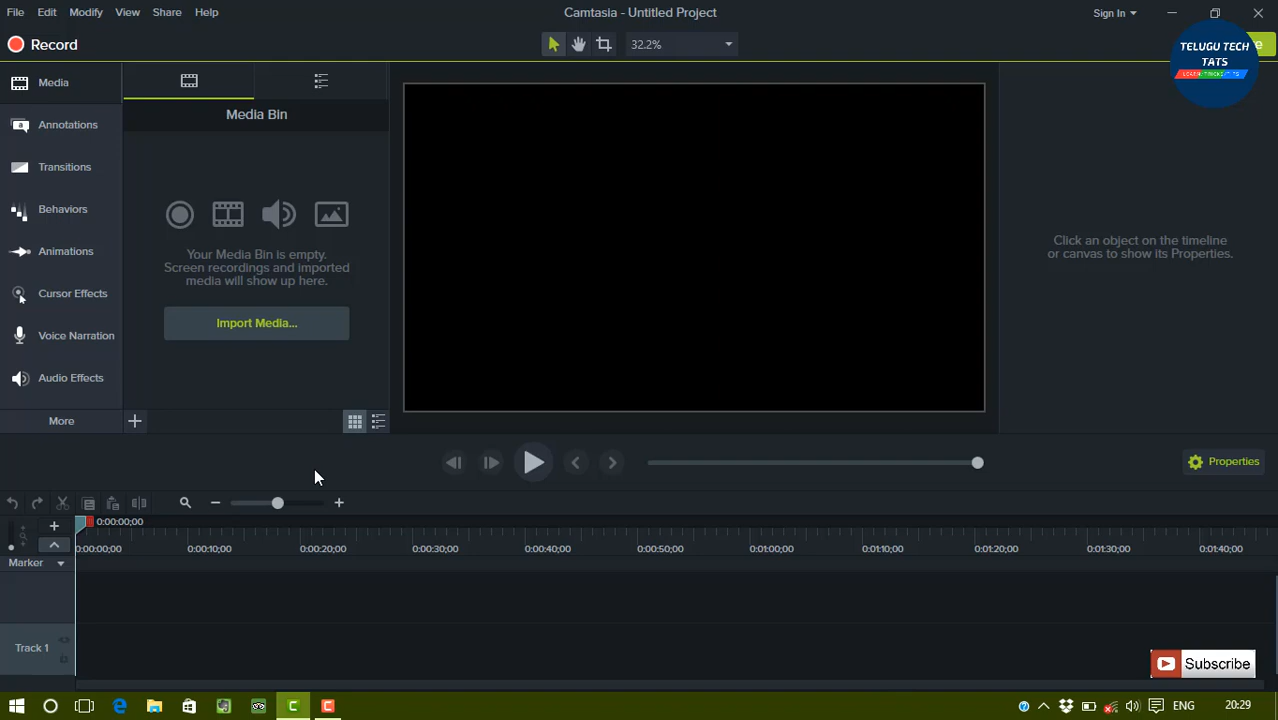 File Edit Modify View Share Help
Camtasia - Untitled Project
Sign In
Record
32.2%
TELUGU TECH
TATS
Media
Media Bin
Annotations
Transitions
Behaviors
Animations
Cursor Effects
Voice Narration
Audio Effects
More
Your Media Bin is empty.
Screen recordings and imported
media will show up here.
Import Media...
Click an object on the timeline
or canvas to show its Properties.
Properties
0:00:00;00
0:00:00;00 0:00:10;00 0:00:20;00 0:00:30;00 0:00:40;00 0:00:50;00 0:01:00;00 0:01:10;00 0:01:20;00 0:01:30;00 0:01:40;00
Marker
Track 1
Subscribe
ENG
20:29